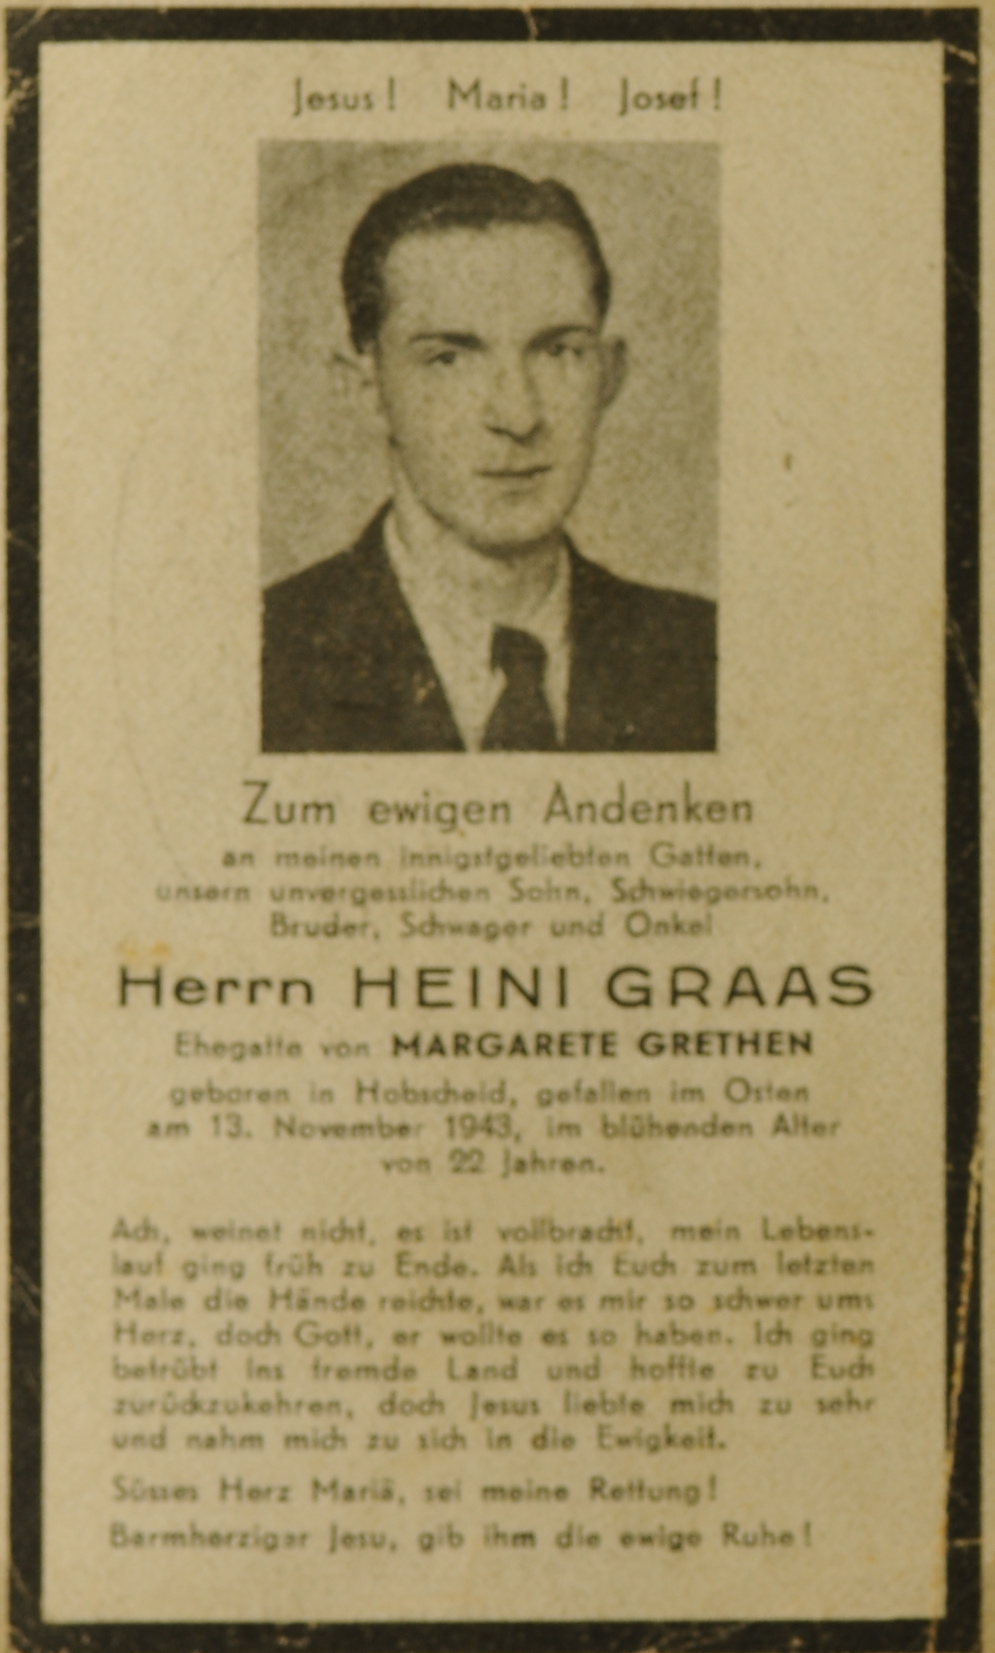 Jesus! Maria! Josef!
Zum ewigen Andenken
an meinen innigstgeliebten Gatten,
unsern unvergesslichen Sohn, Schwiegersohn,
Bruder, Schwager und Onkel
Herrn HEINI GRAAS
Ehegatte von MARGARETE GRETHEN
geboren in Hobscheid, gefallen im Osten
am 13. November 1943, im blühenden Alter
von 22 Jahren.
Ach, weinet nicht, es ist vollbracht, mein Lebens-
lauf ging früh zu Ende. Als ich Euch zum letzten
Male die Hände reichte, war es mir so schwer ums
Herz, doch Gott, er wollte es so haben. Ich ging
betrübt ins fremde Land und hoffte zu Euch
zurückzukehren, doch Jesus liebte mich zu sehr
und nahm mich zu sich in die Ewigkeit.
Süsses Herz Mariä, sei meine Rettung!
Barmherziger Jesu, gib ihm die ewige Ruhe!